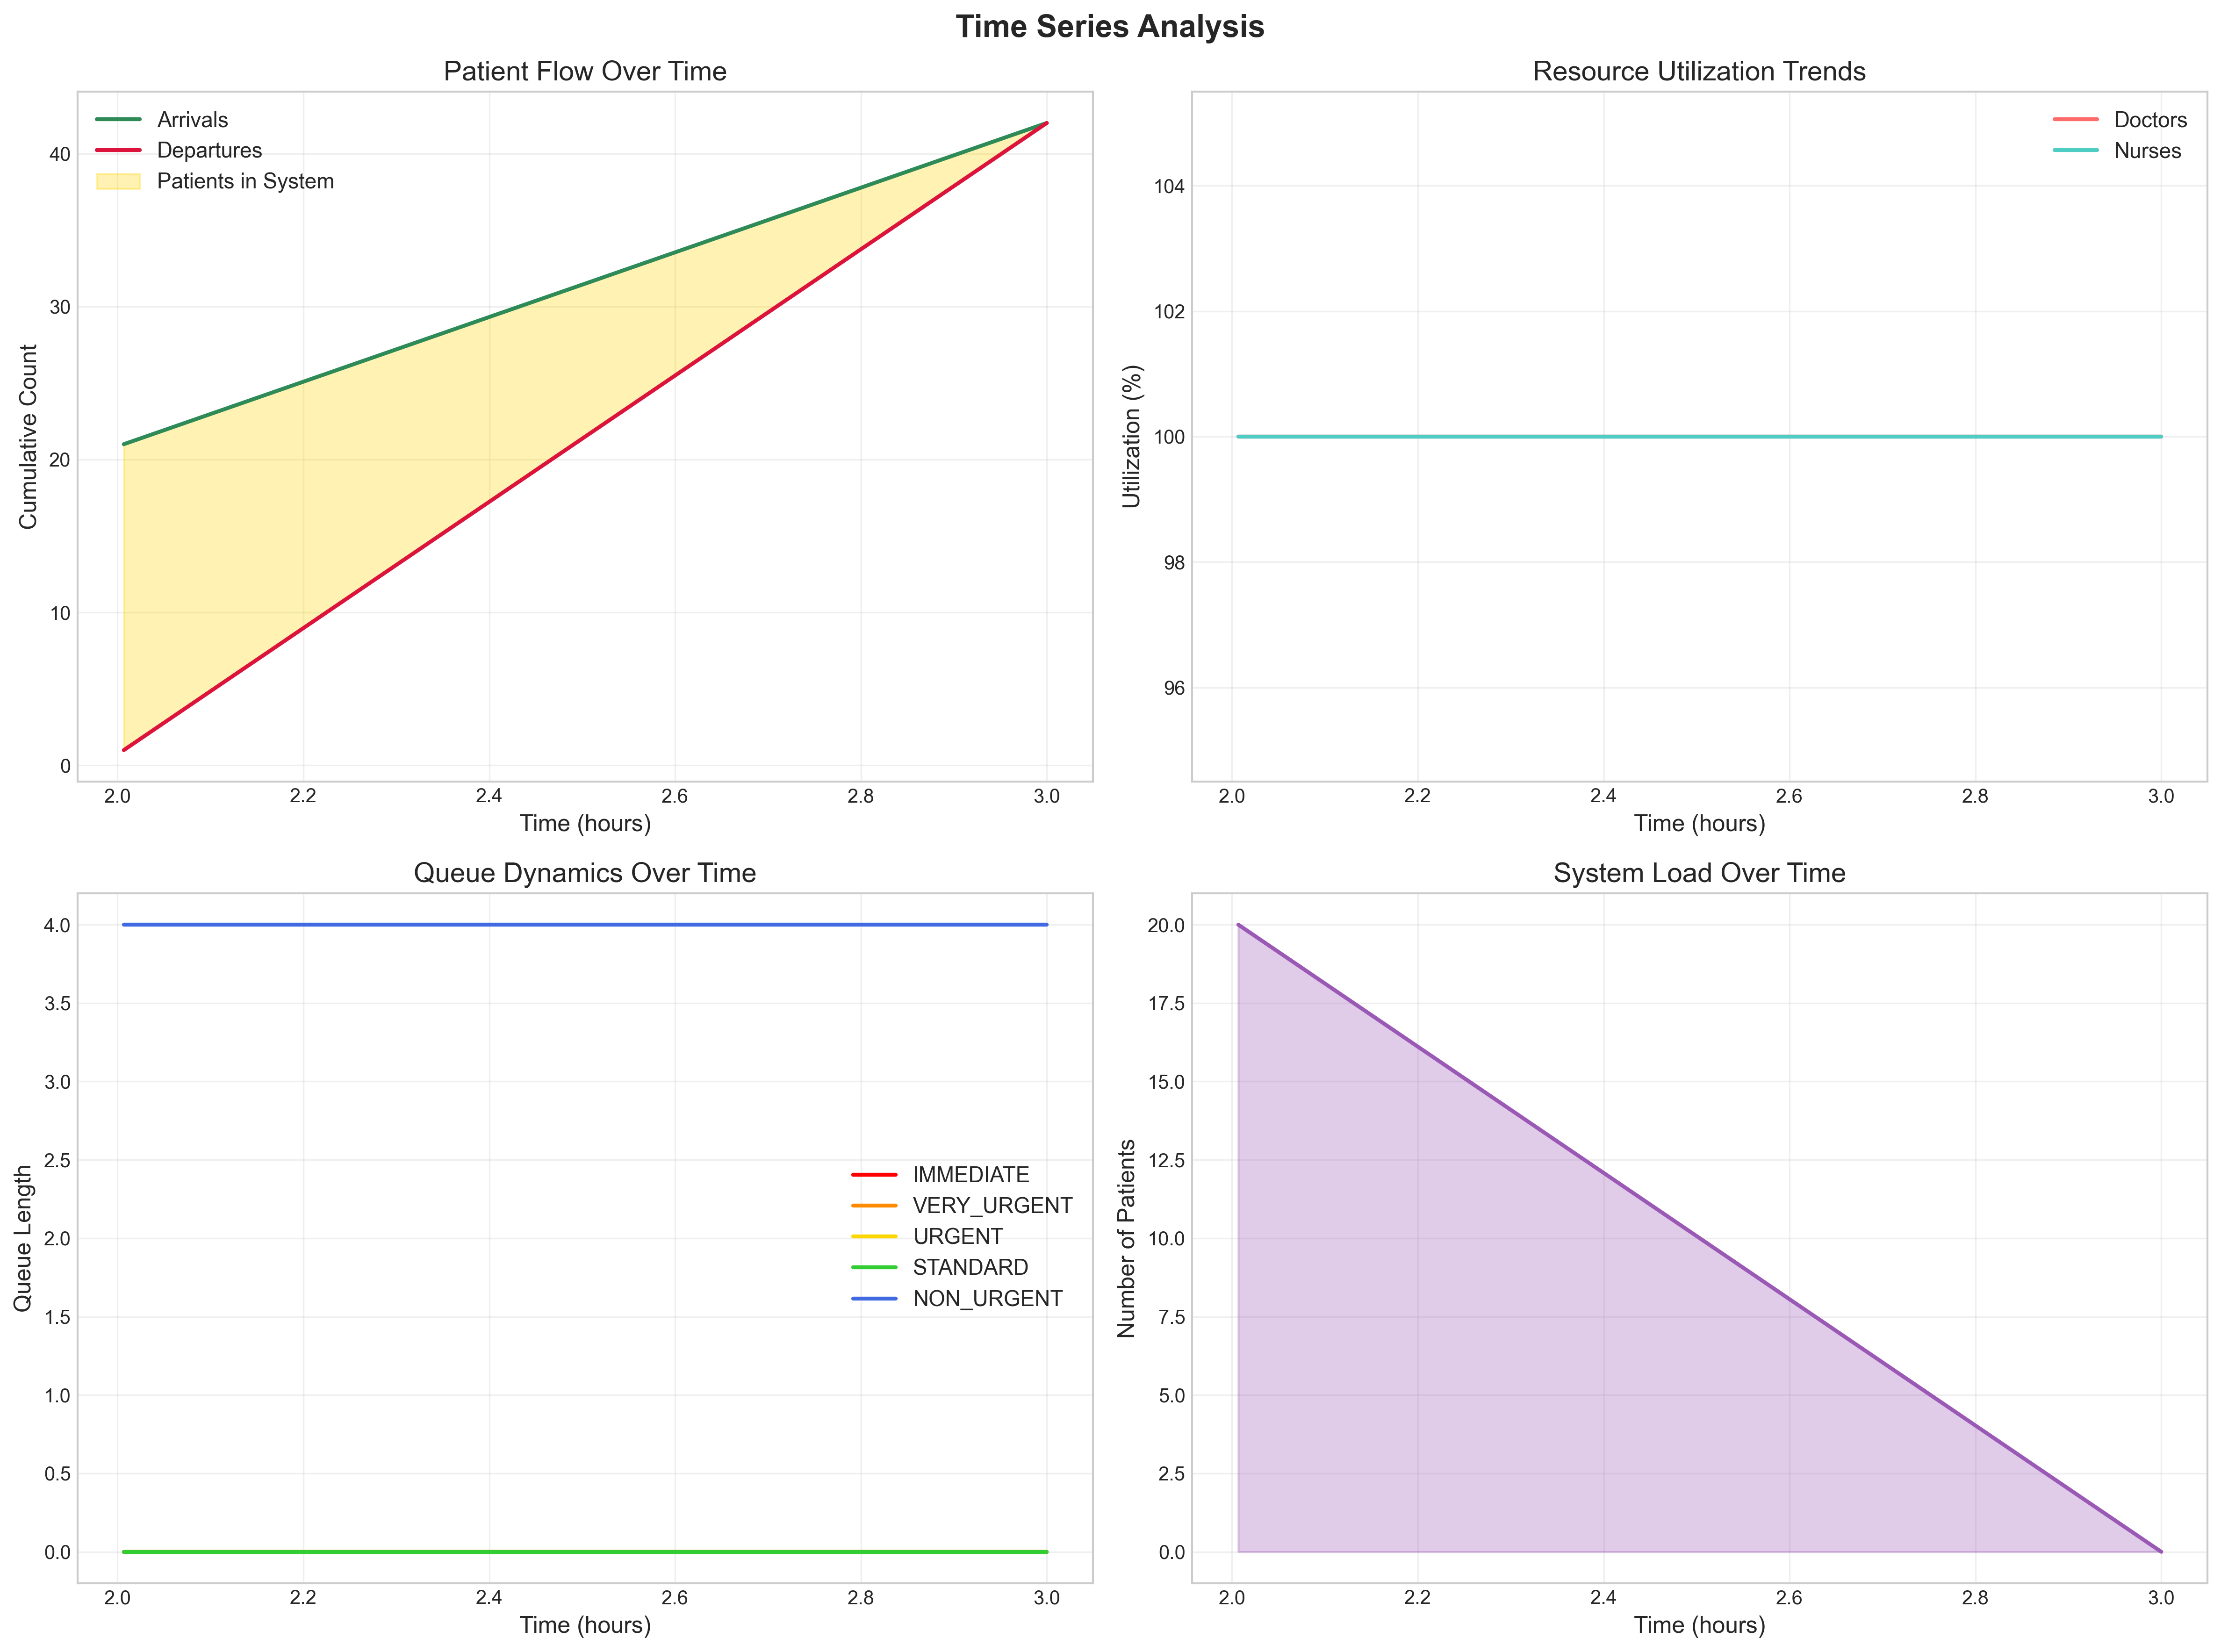 Time Series Analysis
Patient Flow Over Time
Arrivals
Departures
Patients in System
Cumulative Count
40
30
20
10
0
2.0 2.2 2.4 2.6 2.8 3.0
Time (hours)
Resource Utilization Trends
Doctors
Nurses
Utilization (%)
104
102
100
98
96
2.0 2.2 2.4 2.6 2.8 3.0
Time (hours)
Queue Dynamics Over Time
Queue Length
4.0
3.5
3.0
2.5
2.0
1.5
1.0
0.5
0.0
IMMEDIATE
VERY_URGENT
URGENT
STANDARD
NON_URGENT
2.0 2.2 2.4 2.6 2.8 3.0
Time (hours)
System Load Over Time
Number of Patients
20.0
17.5
15.0
12.5
10.0
7.5
5.0
2.5
0.0
2.0 2.2 2.4 2.6 2.8 3.0
Time (hours)